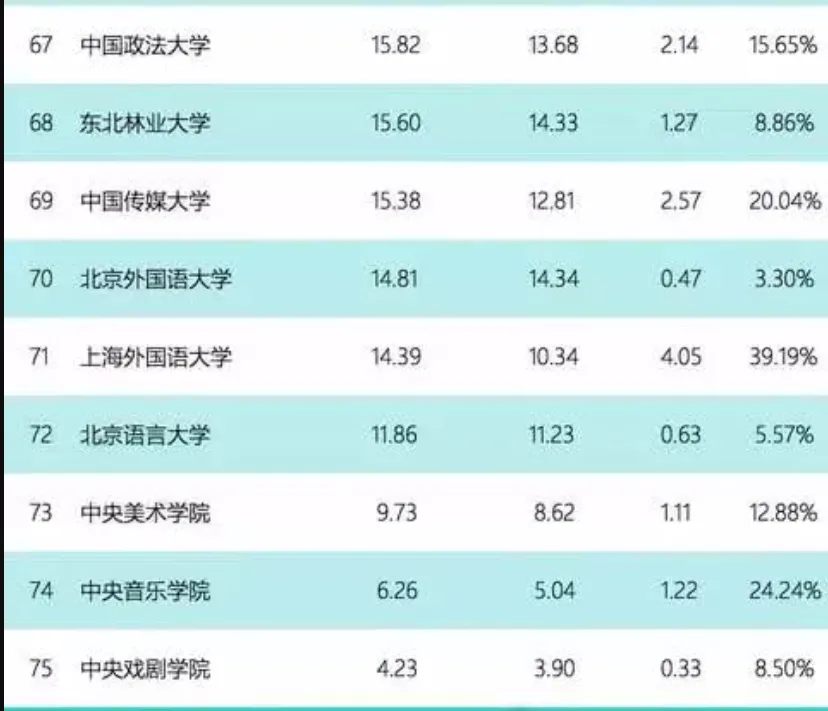 67 中国政法大学 15.82 13.68 2.14 15.65%
68 东北林业大学 15.60 14.33 1.27 8.86%
69 中国传媒大学 15.38 12.81 2.57 20.04%
70 北京外国语大学 14.81 14.34 0.47 3.30%
71 上海外国语大学 14.39 10.34 4.05 39.19%
72 北京语言大学 11.86 11.23 0.63 5.57%
73 中央美术学院 9.73 8.62 1.11 12.88%
74 中央音乐学院 6.26 5.04 1.22 24.24%
75 中央戏剧学院 4.23 3.90 0.33 8.50%